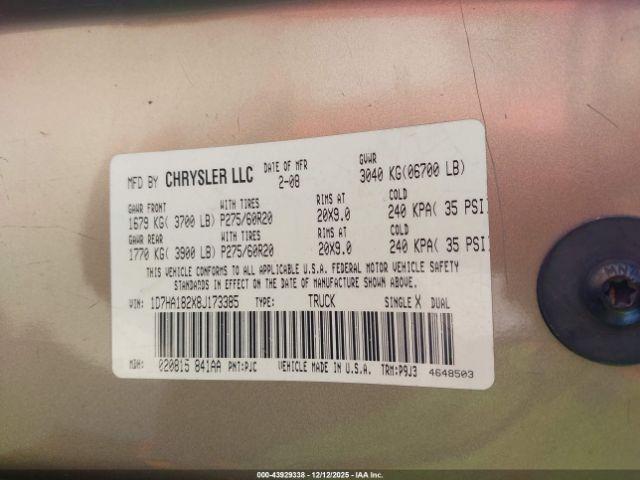 MFD BY CHRYSLER LLC DATE OF MFR 2-08 GVWR 3040 KG(06700 LB)
GAWR FRONT WITH TIRES RIMS AT COLD
1679 KG( 3700 LB) P275/60R20 20X9.0 240 KPA( 35 PSI)
GAWR REAR WITH TIRES RIMS AT COLD
1770 KG( 3900 LB) P275/60R20 20X9.0 240 KPA( 35 PSI)
THIS VEHICLE CONFORMS TO ALL APPLICABLE U.S.A. FEDERAL MOTOR VEHICLE SAFETY
STANDARDS IN EFFECT ON THE DATE OF MANUFACTURE SHOWN ABOVE
VIN: 1D7HA182X8J173385 TYPE: TRUCK SINGLE X DUAL
MDH: 020815 841AA PNT:PJC VEHICLE MADE IN U.S.A. TRM:P9J3 4648503
000-43929338 - 12/12/2025 - IAA Inc.